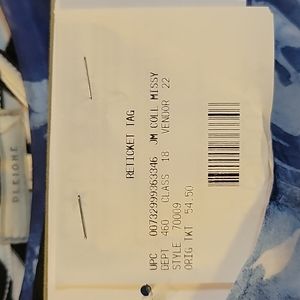 RETICKET TAG
UPC 00732999363346 JM COLL MISSY
DEPT 460 CLASS 18 VENDOR 22
STYLE 70009
ORIG TKT 54.50
PLEIONE